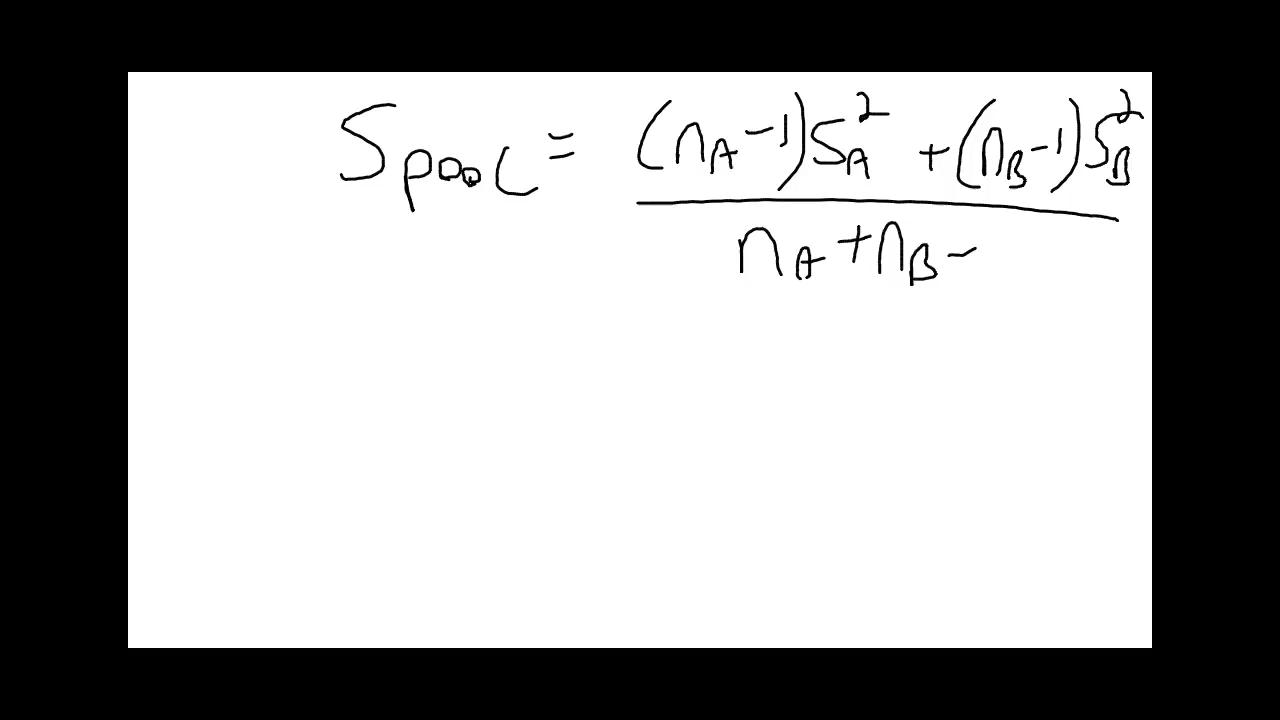 Spool = (nA-1)SA² + (nB-1)SB²
nA+nB-